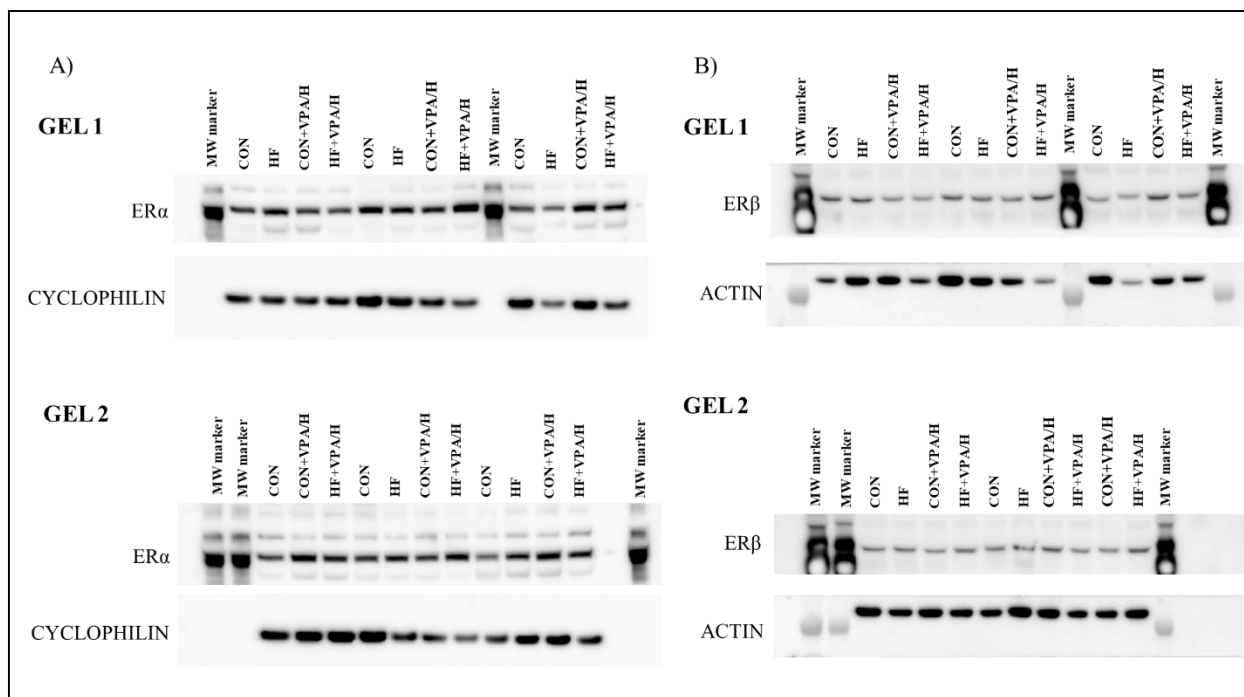 A)
GEL 1
MW marker
CON
HF
CON+VPA/H
HF+VPA/H
CON
HF
CON+VPA/H
HF+VPA/H
MW marker
CON
HF
CON+VPA/H
HF+VPA/H
ERα
CYCLOPHILIN
GEL 2
MW marker
MW marker
CON
CON+VPA/H
HF+VPA/H
CON
HF
CON+VPA/H
HF+VPA/H
CON
HF
CON+VPA/H
HF+VPA/H
MW marker
ERα
CYCLOPHILIN
B)
GEL 1
MW marker
CON
HF
CON+VPA/H
HF+VPA/H
CON
HF
CON+VPA/H
HF+VPA/H
MW marker
CON
HF
CON+VPA/H
HF+VPA/H
MW marker
ERβ
ACTIN
GEL 2
MW marker
MW marker
CON
HF
CON+VPA/H
HF+VPA/H
CON
HF
CON+VPA/H
HF+VPA/H
CON+VPA/H
HF+VPA/H
MW marker
ERβ
ACTIN